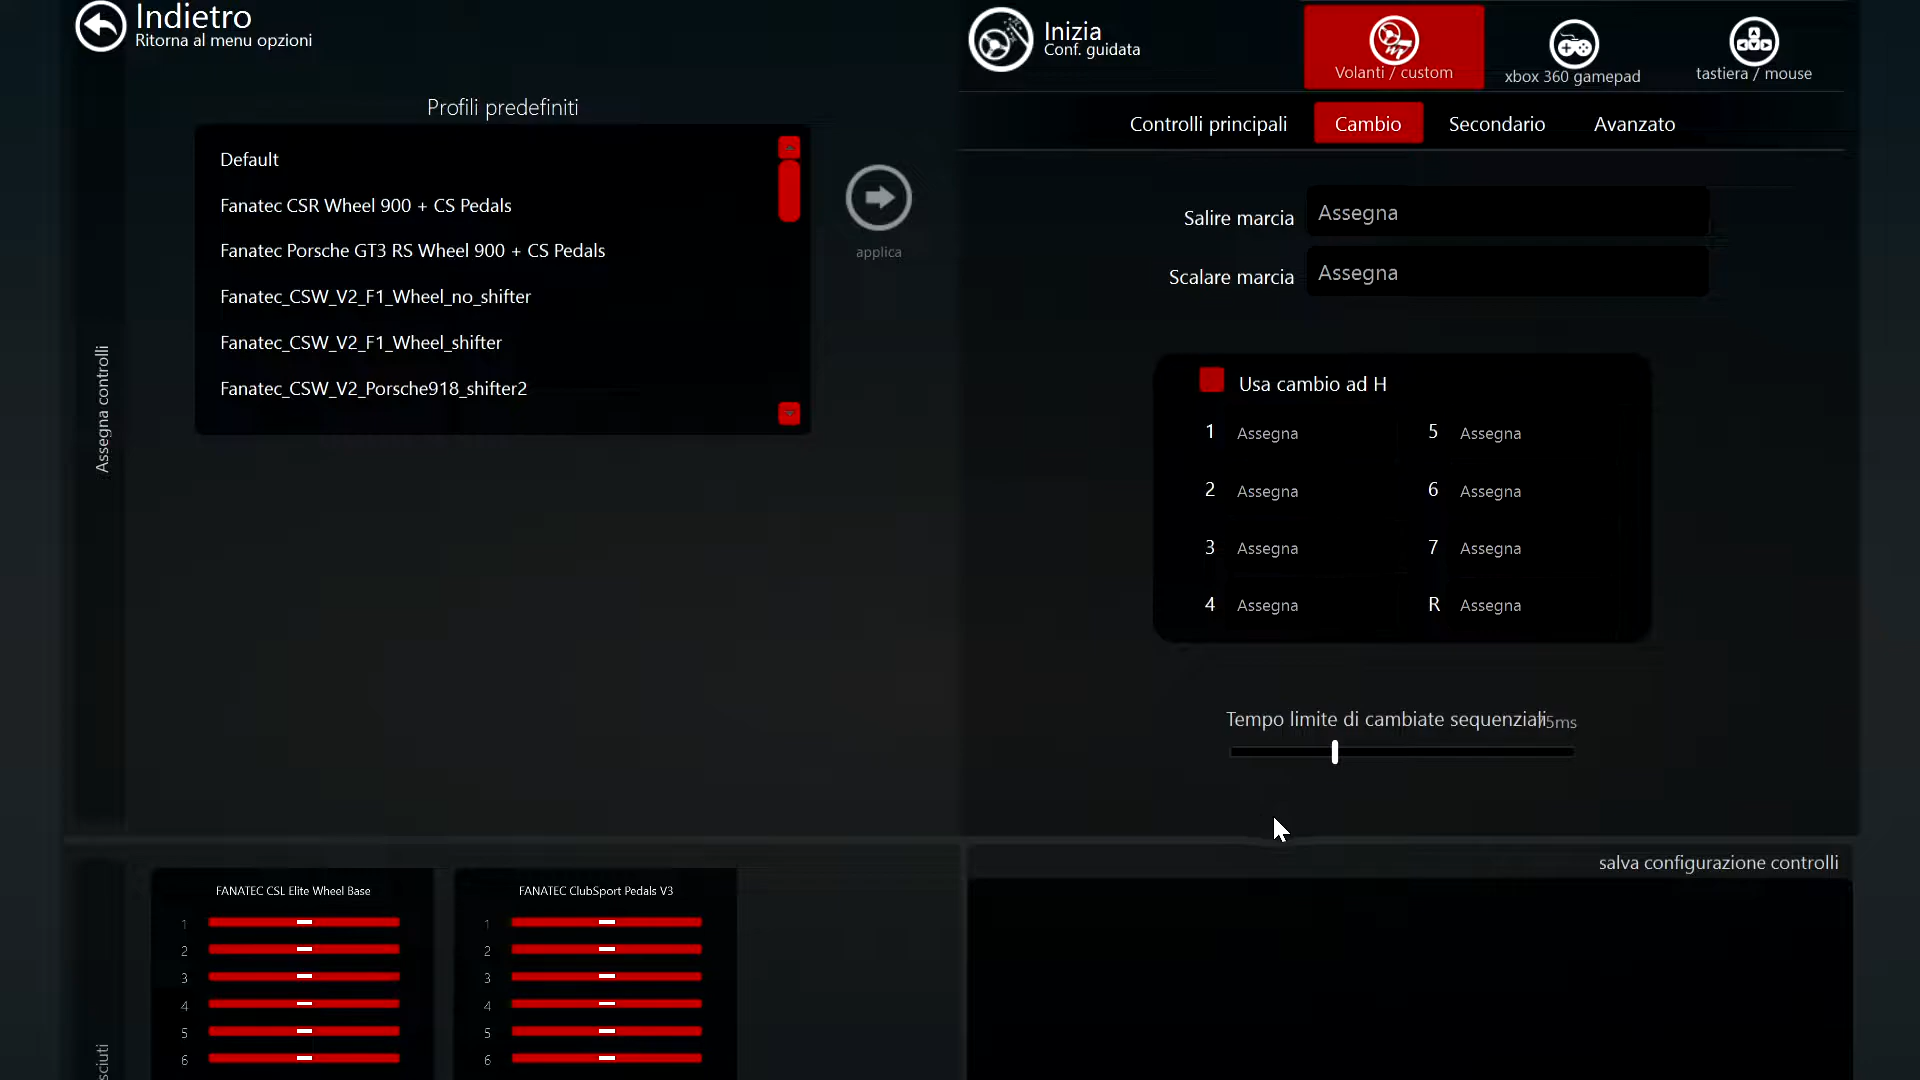 Indietro
Ritorna al menu opzioni
Inizia
Conf. guidata
Volanti / custom
xbox 360 gamepad
tastiera / mouse
Controlli principali
Cambio
Secondario
Avanzato
Profili predefiniti
Default
Fanatec CSR Wheel 900 + CS Pedals
Fanatec Porsche GT3 RS Wheel 900 + CS Pedals
Fanatec_CSW_V2_F1_Wheel_no_shifter
Fanatec_CSW_V2_F1_Wheel_shifter
Fanatec_CSW_V2_Porsche918_shifter2
applica
Assegna controlli
Salire marcia Assegna
Scalare marcia Assegna
Usa cambio ad H
1 Assegna 5 Assegna
2 Assegna 6 Assegna
3 Assegna 7 Assegna
4 Assegna R Assegna
Tempo limite di cambiate sequenziali 75ms
salva configurazione controlli
FANATEC CSL Elite Wheel Base
1
2
3
4
5
6
FANATEC ClubSport Pedals V3
1
2
3
4
5
6